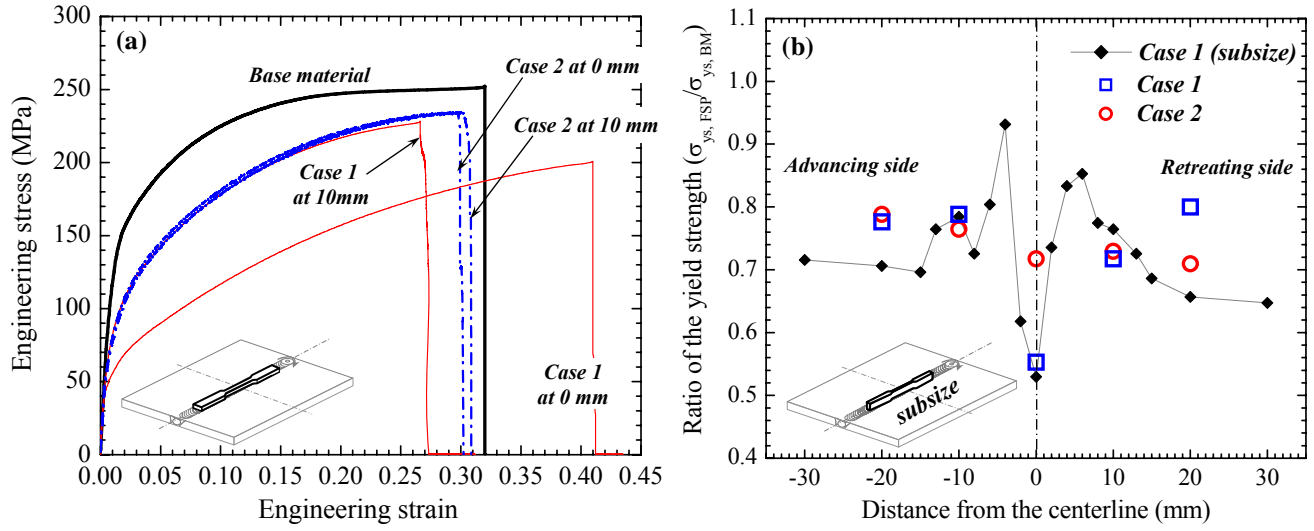 (a)
Engineering stress (MPa)
300
250
200
150
100
50
0
Base material
Case 2 at 0 mm
Case 2 at 10 mm
Case 1
at 10mm
Case 1
at 0 mm
0.00 0.05 0.10 0.15 0.20 0.25 0.30 0.35 0.40 0.45
Engineering strain
(b)
Ratio of the yield strength (σys, FSP/σys, BM)
1.1
1.0
0.9
0.8
0.7
0.6
0.5
0.4
Case 1 (subsize)
Case 1
Case 2
Advancing side
Retreating side
subsize
-30 -20 -10 0 10 20 30
Distance from the centerline (mm)